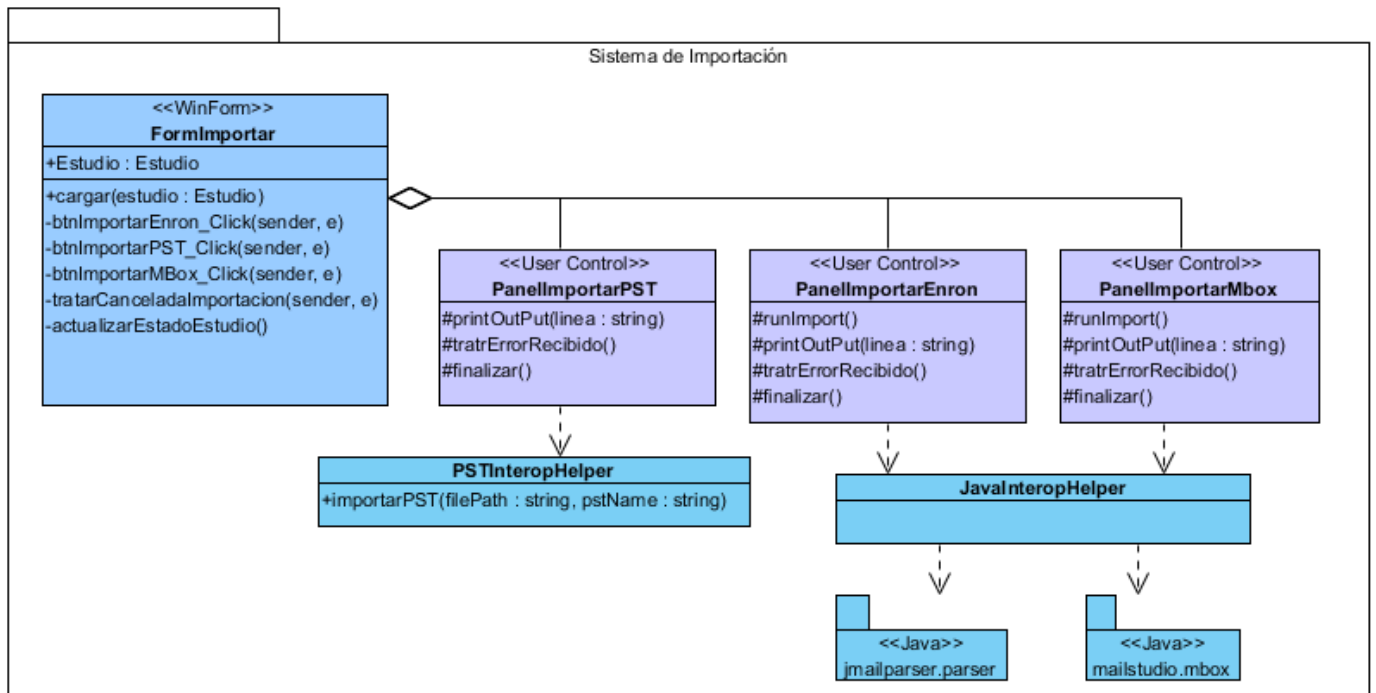 Sistema de Importación
<<WinForm>>
FormImportar
+Estudio : Estudio
+cargar(estudio : Estudio)
-btnImportarEnron_Click(sender, e)
-btnImportarPST_Click(sender, e)
-btnImportarMBox_Click(sender, e)
-tratarCanceladaImportacion(sender, e)
-actualizarEstadoEstudio()
<<User Control>>
PanelImportarPST
#printOutPut(linea : string)
#tratrErrorRecibido()
#finalizar()
<<User Control>>
PanelImportarEnron
#runImport()
#printOutPut(linea : string)
#tratrErrorRecibido()
#finalizar()
<<User Control>>
PanelImportarMbox
#runImport()
#printOutPut(linea : string)
#tratrErrorRecibido()
#finalizar()
PSTInteropHelper
+importarPST(filePath : string, pstName : string)
JavaInteropHelper
<<Java>>
jmailparser.parser
<<Java>>
mailstudio.mbox